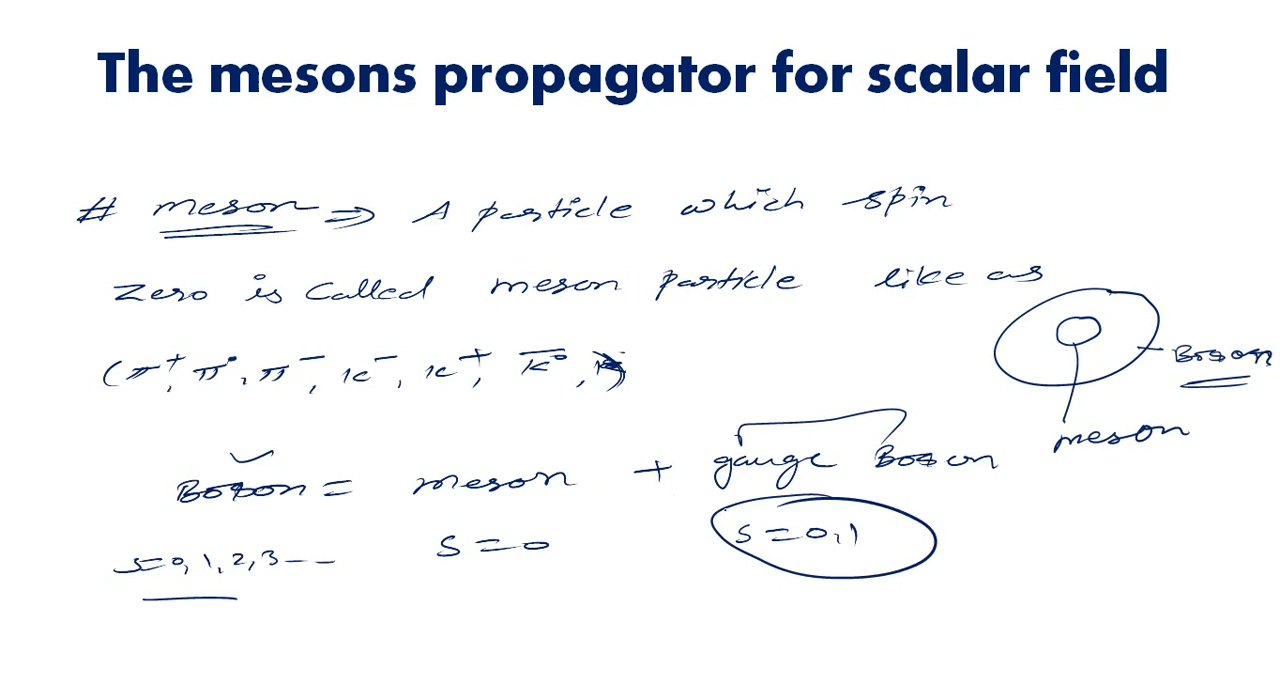 The mesons propagator for scalar field
# meson ⇒ A particle which spin
zero is called meson particle like as
(π⁺, π⁰, π⁻, K⁻, K⁺, K̅⁰,
Boson
meson
Boson = meson + gauge Boson
S=0,1,2,3--- S=0 S=0,1